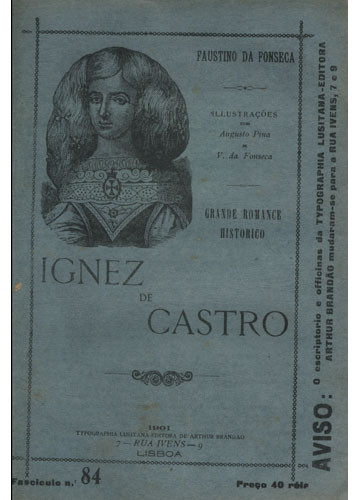 FAUSTINO DA FONSECA
ILLUSTRAÇÕES
Augusto Pina
V. da Fonseca
GRANDE ROMANCE
HISTORICO
IGNEZ
DE
CASTRO
1901
TYPOGRAPHIA LUSITANA-EDITORA DE ARTHUR BRANDÃO
7 — RUA IVENS — 9
LISBOA
Fasciculo n.º 84
Preço 40 réis
AVISO: O escriptorio e officinas da TYPOGRAPHIA LUSITANA-EDITORA
ARTHUR BRANDÃO mudaram-se para a RUA IVENS, 7 e 9